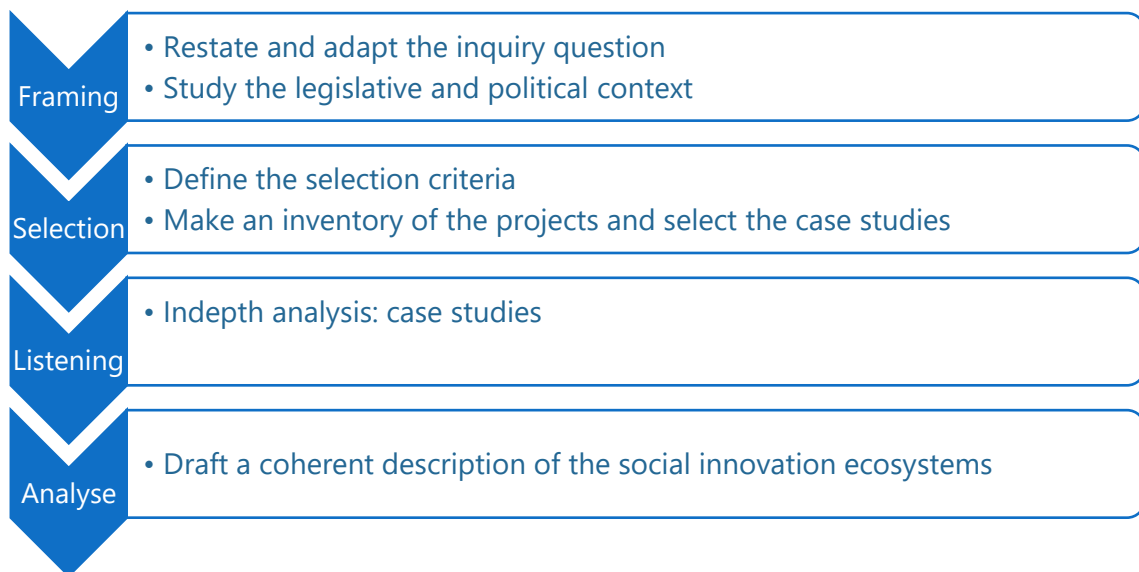 Framing
• Restate and adapt the inquiry question
• Study the legislative and political context
Selection
• Define the selection criteria
• Make an inventory of the projects and select the case studies
Listening
• Indepth analysis: case studies
Analyse
• Draft a coherent description of the social innovation ecosystems